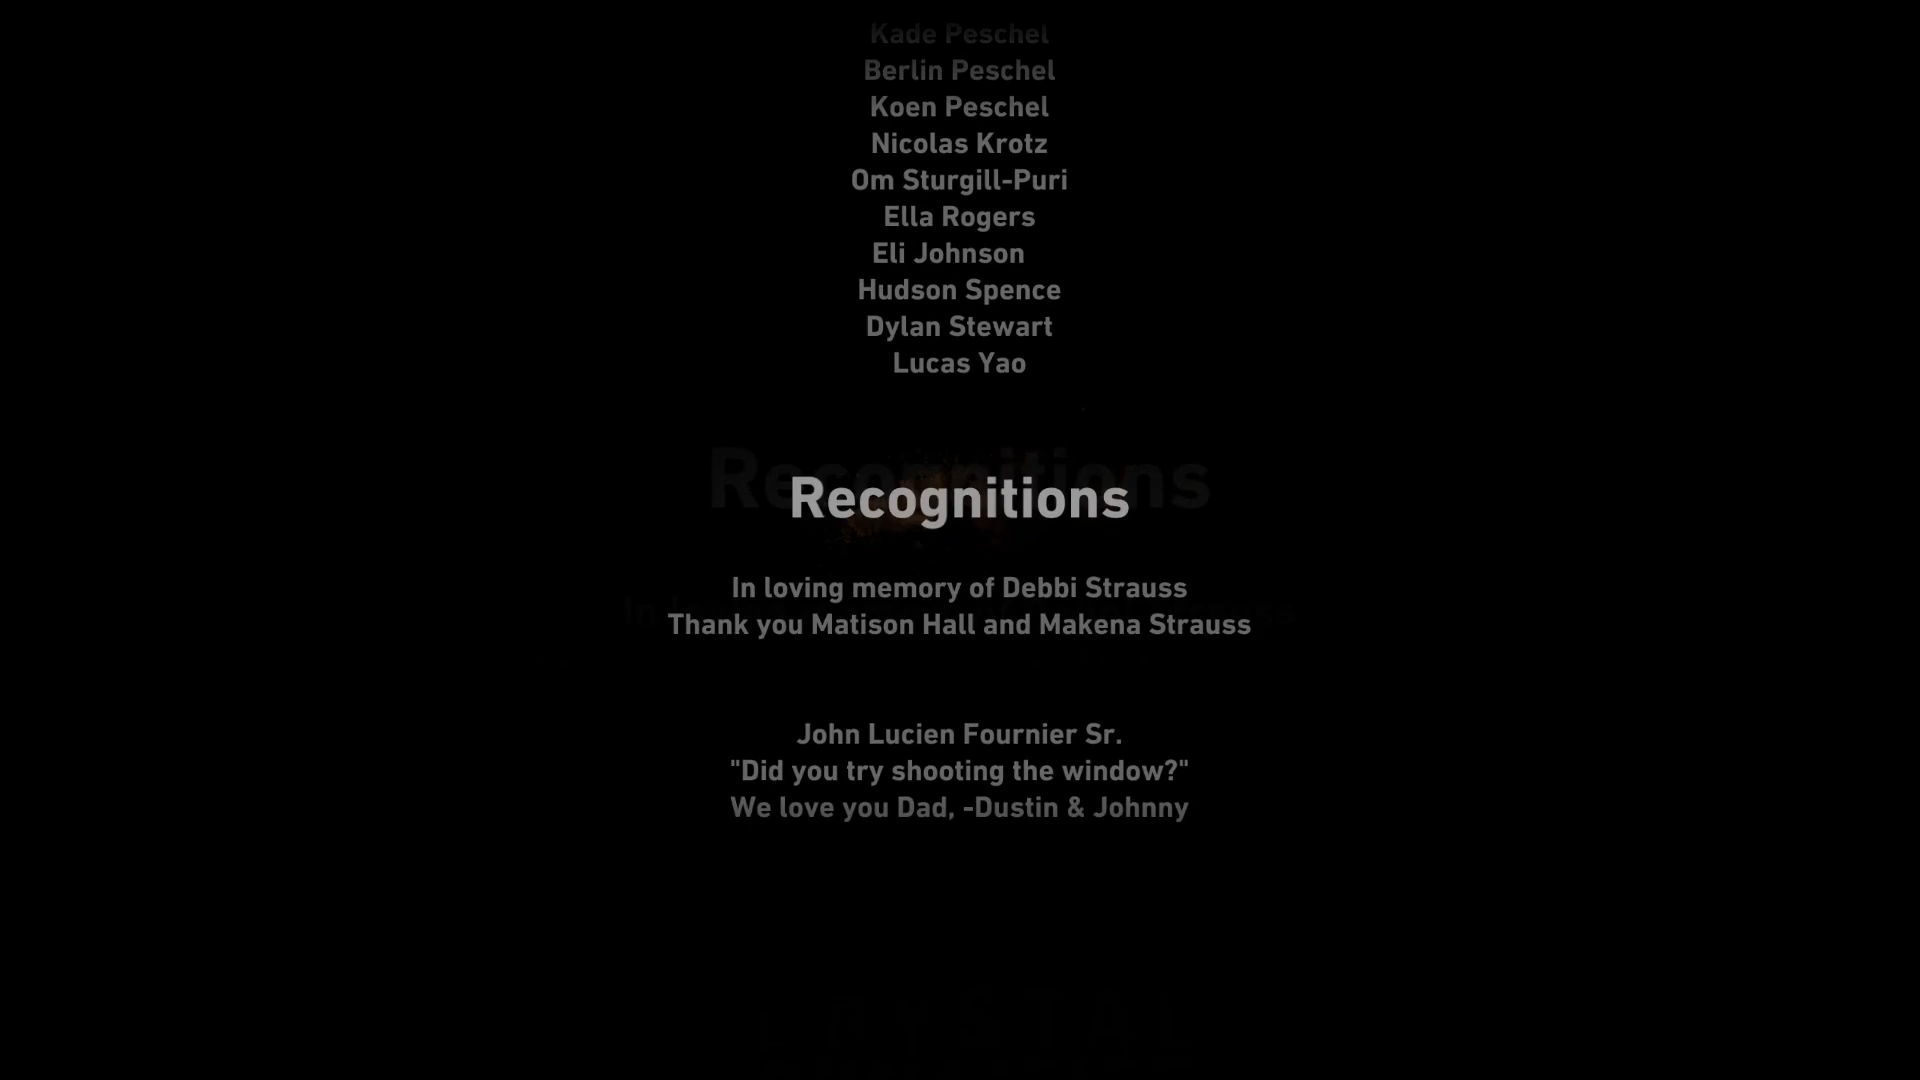 Kade Peschel
Berlin Peschel
Koen Peschel
Nicolas Krotz
Om Sturgill-Puri
Ella Rogers
Eli Johnson
Hudson Spence
Dylan Stewart
Lucas Yao
Recognitions
In loving memory of Debbi Strauss
Thank you Matison Hall and Makena Strauss
John Lucien Fournier Sr.
"Did you try shooting the window?"
We love you Dad, -Dustin & Johnny
CRYSTAL